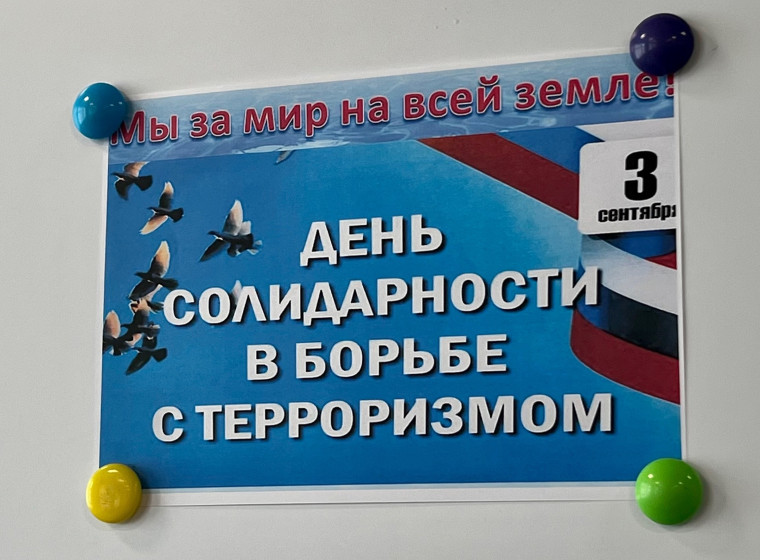 Мы за мир на всей земле!
3
сентября
ДЕНЬ
СОЛИДАРНОСТИ
В БОРЬБЕ
С ТЕРРОРИЗМОМ